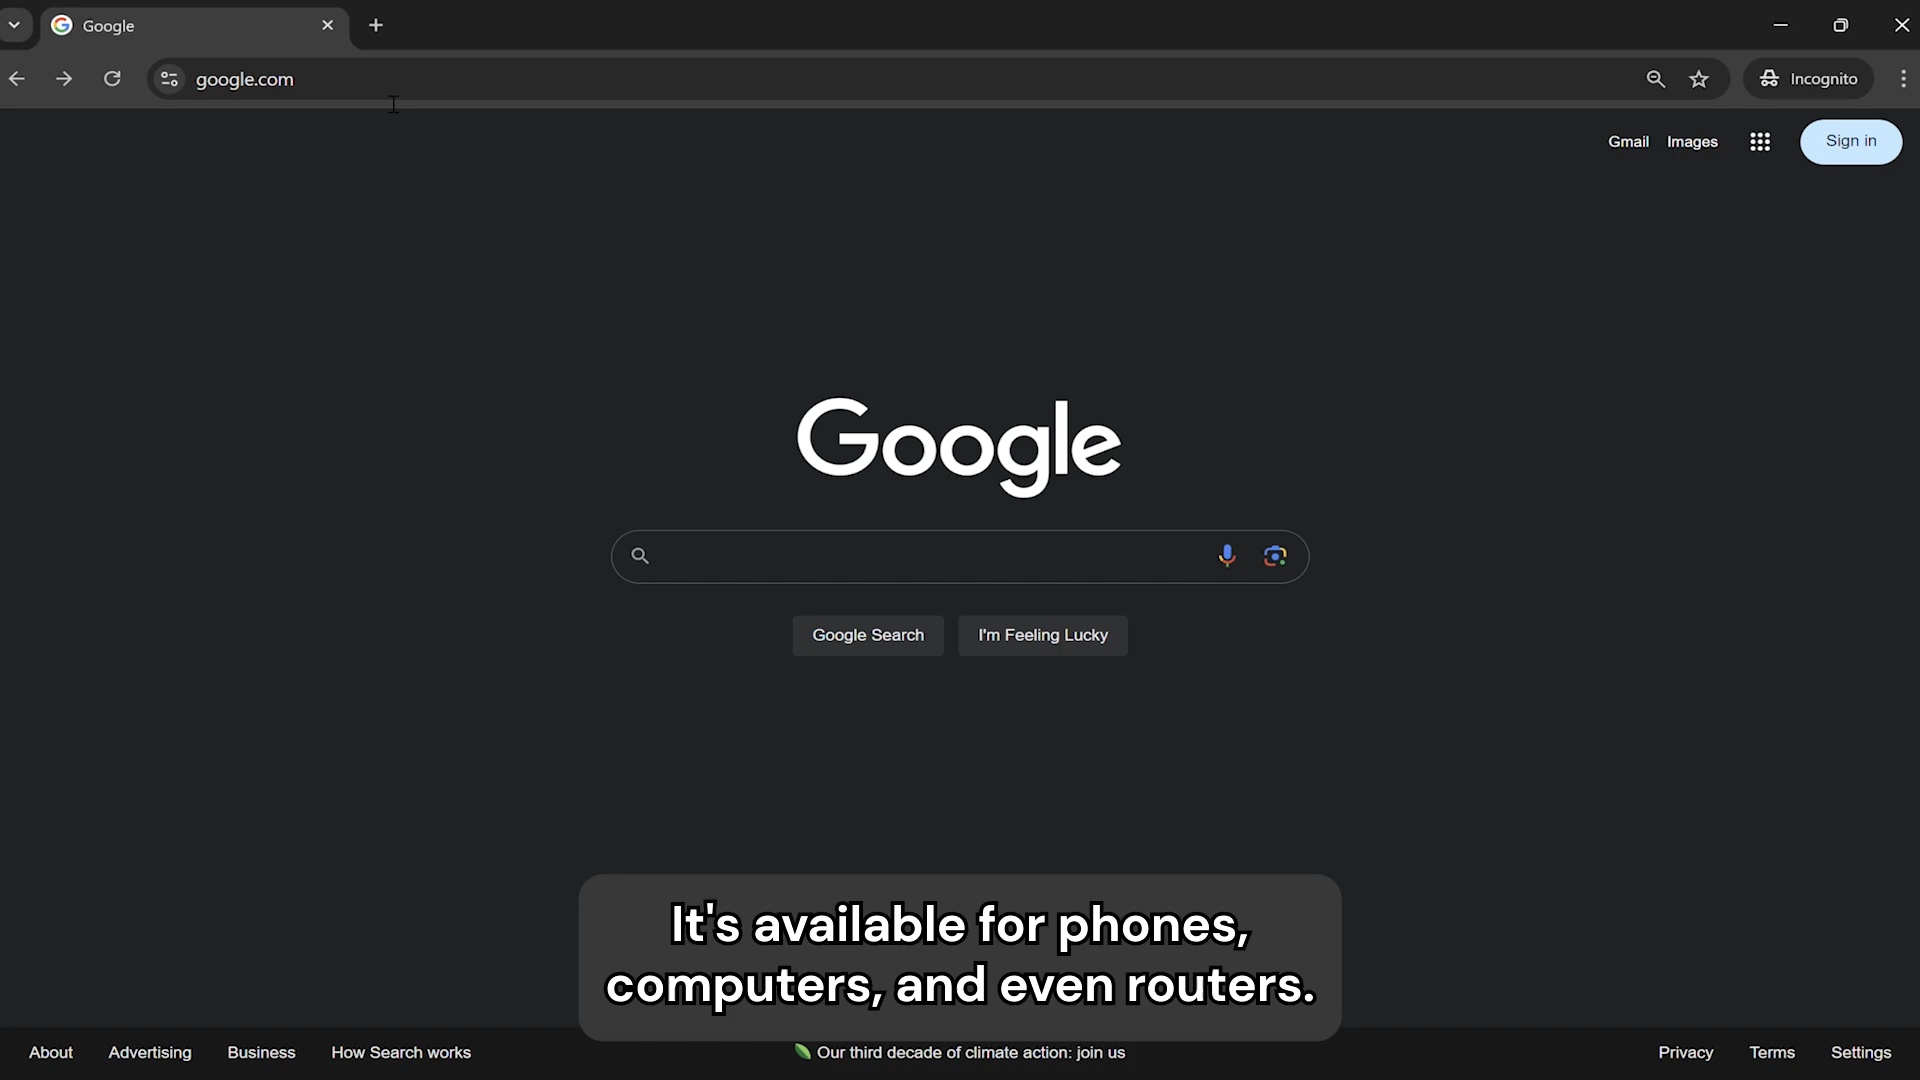 Google
google.com
Incognito
Gmail Images Sign in
Google
Google Search I'm Feeling Lucky
It's available for phones,
computers, and even routers.
About Advertising Business How Search works Our third decade of climate action: join us Privacy Terms Settings